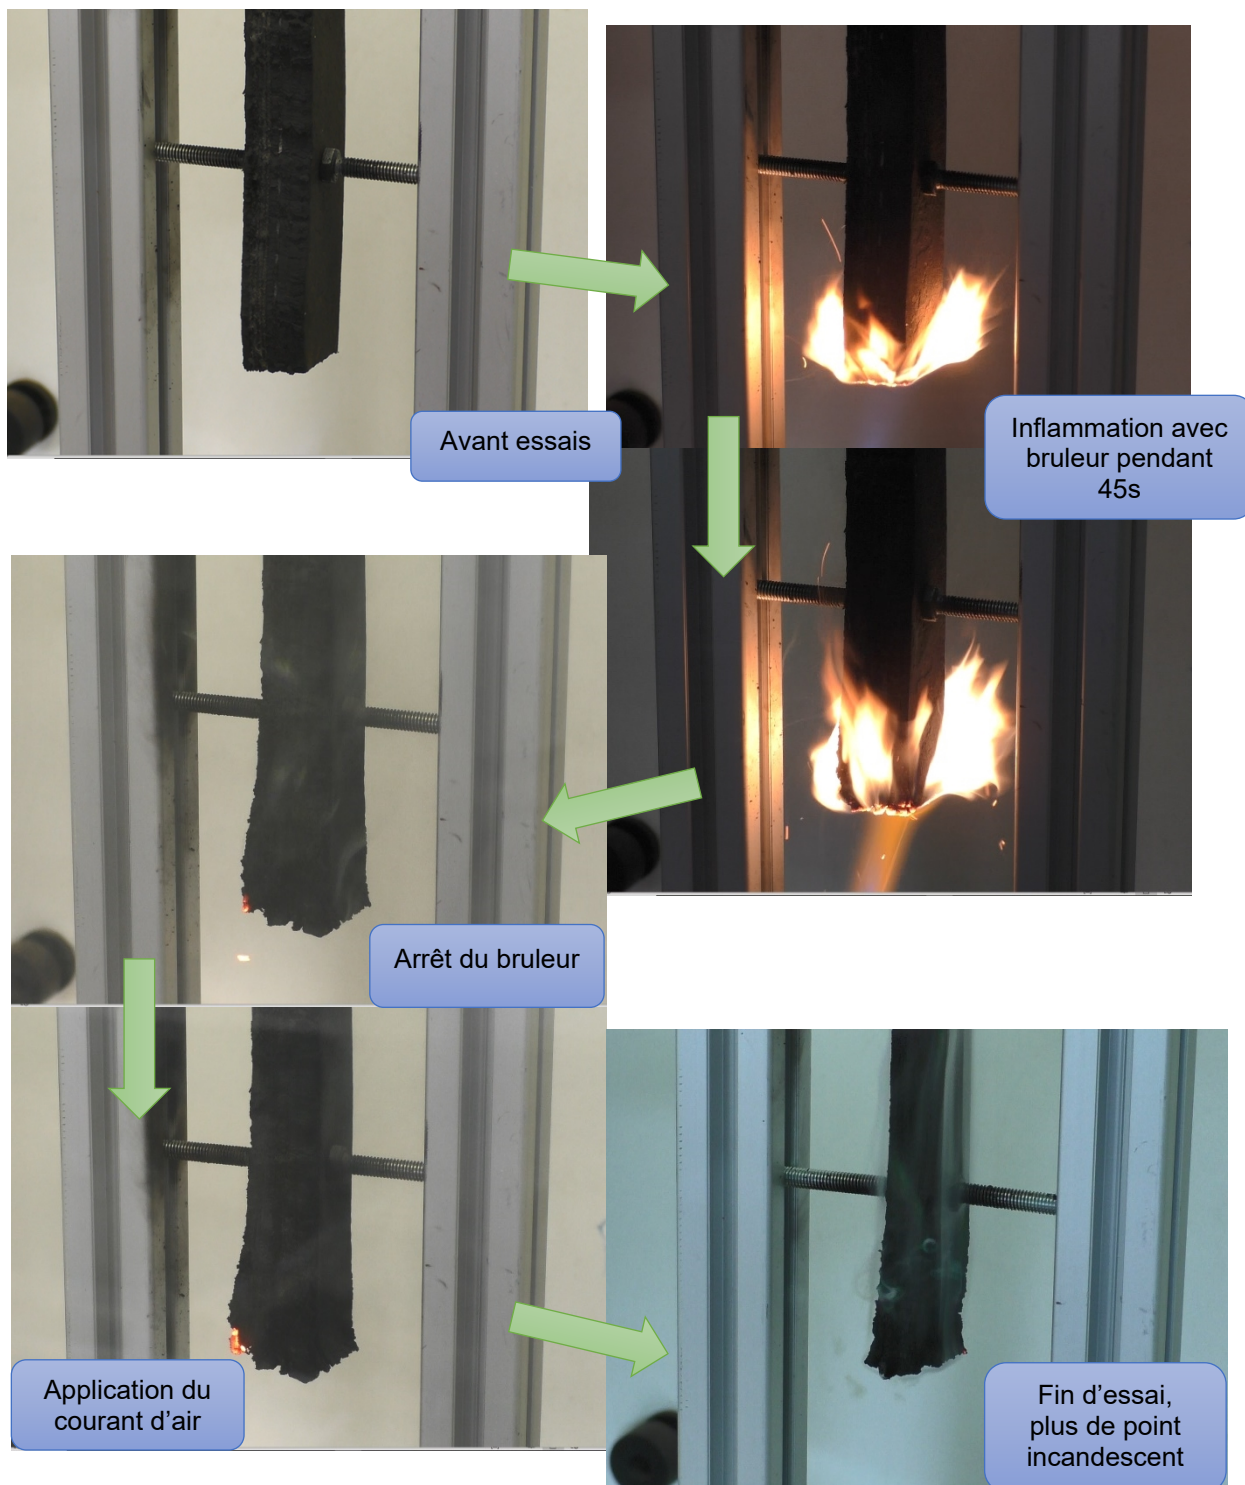 Avant essais
Inflammation avec
bruleur pendant
45s
Arrêt du bruleur
Application du
courant d'air
Fin d'essai,
plus de point
incandescent